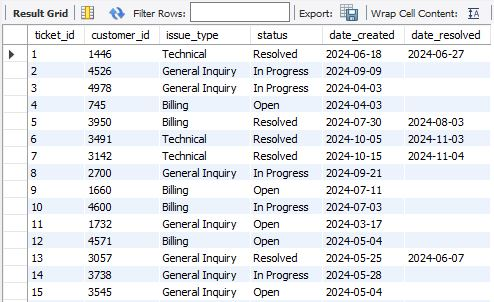 Result Grid Filter Rows: Export: Wrap Cell Content:
ticket_id customer_id issue_type status date_created date_resolved
1 1446 Technical Resolved 2024-06-18 2024-06-27
2 4526 General Inquiry In Progress 2024-09-09
3 4978 General Inquiry In Progress 2024-04-03
4 745 Billing Open 2024-04-03
5 3950 Billing Resolved 2024-07-30 2024-08-03
6 3491 Technical Resolved 2024-10-05 2024-11-03
7 3142 Technical Resolved 2024-10-15 2024-11-04
8 2700 General Inquiry In Progress 2024-09-21
9 1660 Billing Open 2024-07-11
10 4600 Billing In Progress 2024-07-03
11 1732 General Inquiry Open 2024-03-17
12 4571 Billing Open 2024-05-04
13 3057 General Inquiry Resolved 2024-05-25 2024-06-07
14 3738 General Inquiry In Progress 2024-05-28
15 3545 General Inquiry Open 2024-05-04